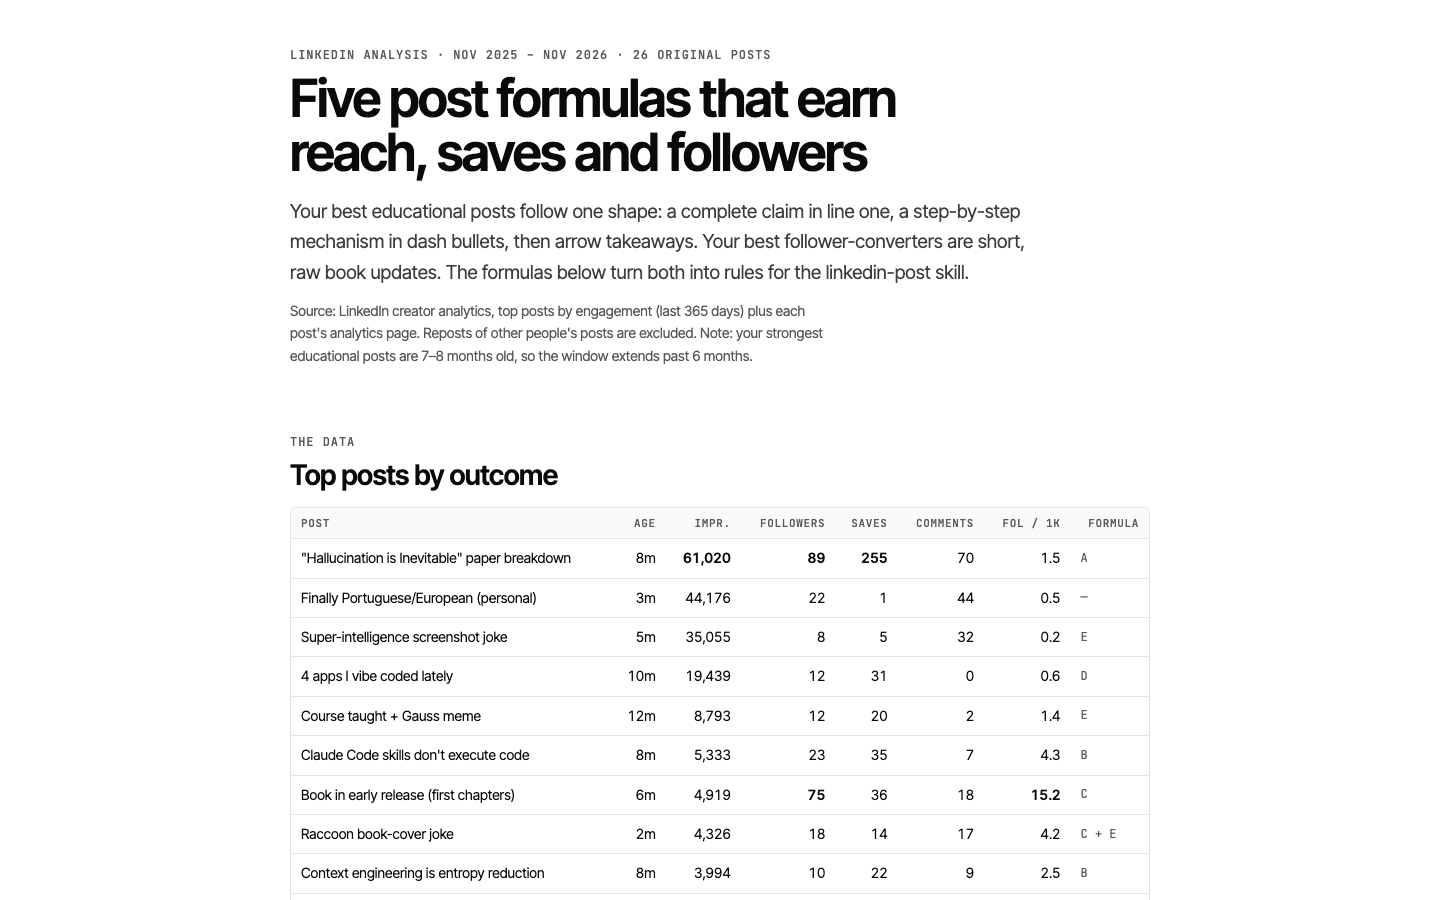 LINKEDIN ANALYSIS · NOV 2025 – NOV 2026 · 26 ORIGINAL POSTS
Five post formulas that earn
reach, saves and followers
Your best educational posts follow one shape: a complete claim in line one, a step-by-step
mechanism in dash bullets, then arrow takeaways. Your best follower-converters are short,
raw book updates. The formulas below turn both into rules for the linkedin-post skill.
Source: LinkedIn creator analytics, top posts by engagement (last 365 days) plus each
post's analytics page. Reposts of other people's posts are excluded. Note: your strongest
educational posts are 7–8 months old, so the window extends past 6 months.
THE DATA
Top posts by outcome
POST AGE IMPR. FOLLOWERS SAVES COMMENTS FOL / 1K FORMULA
"Hallucination is Inevitable" paper breakdown 8m 61,020 89 255 70 1.5 A
Finally Portuguese/European (personal) 3m 44,176 22 1 44 0.5 —
Super-intelligence screenshot joke 5m 35,055 8 5 32 0.2 E
4 apps I vibe coded lately 10m 19,439 12 31 0 0.6 D
Course taught + Gauss meme 12m 8,793 12 20 2 1.4 E
Claude Code skills don't execute code 8m 5,333 23 35 7 4.3 B
Book in early release (first chapters) 6m 4,919 75 36 18 15.2 C
Raccoon book-cover joke 2m 4,326 18 14 17 4.2 C + E
Context engineering is entropy reduction 8m 3,994 10 22 9 2.5 B